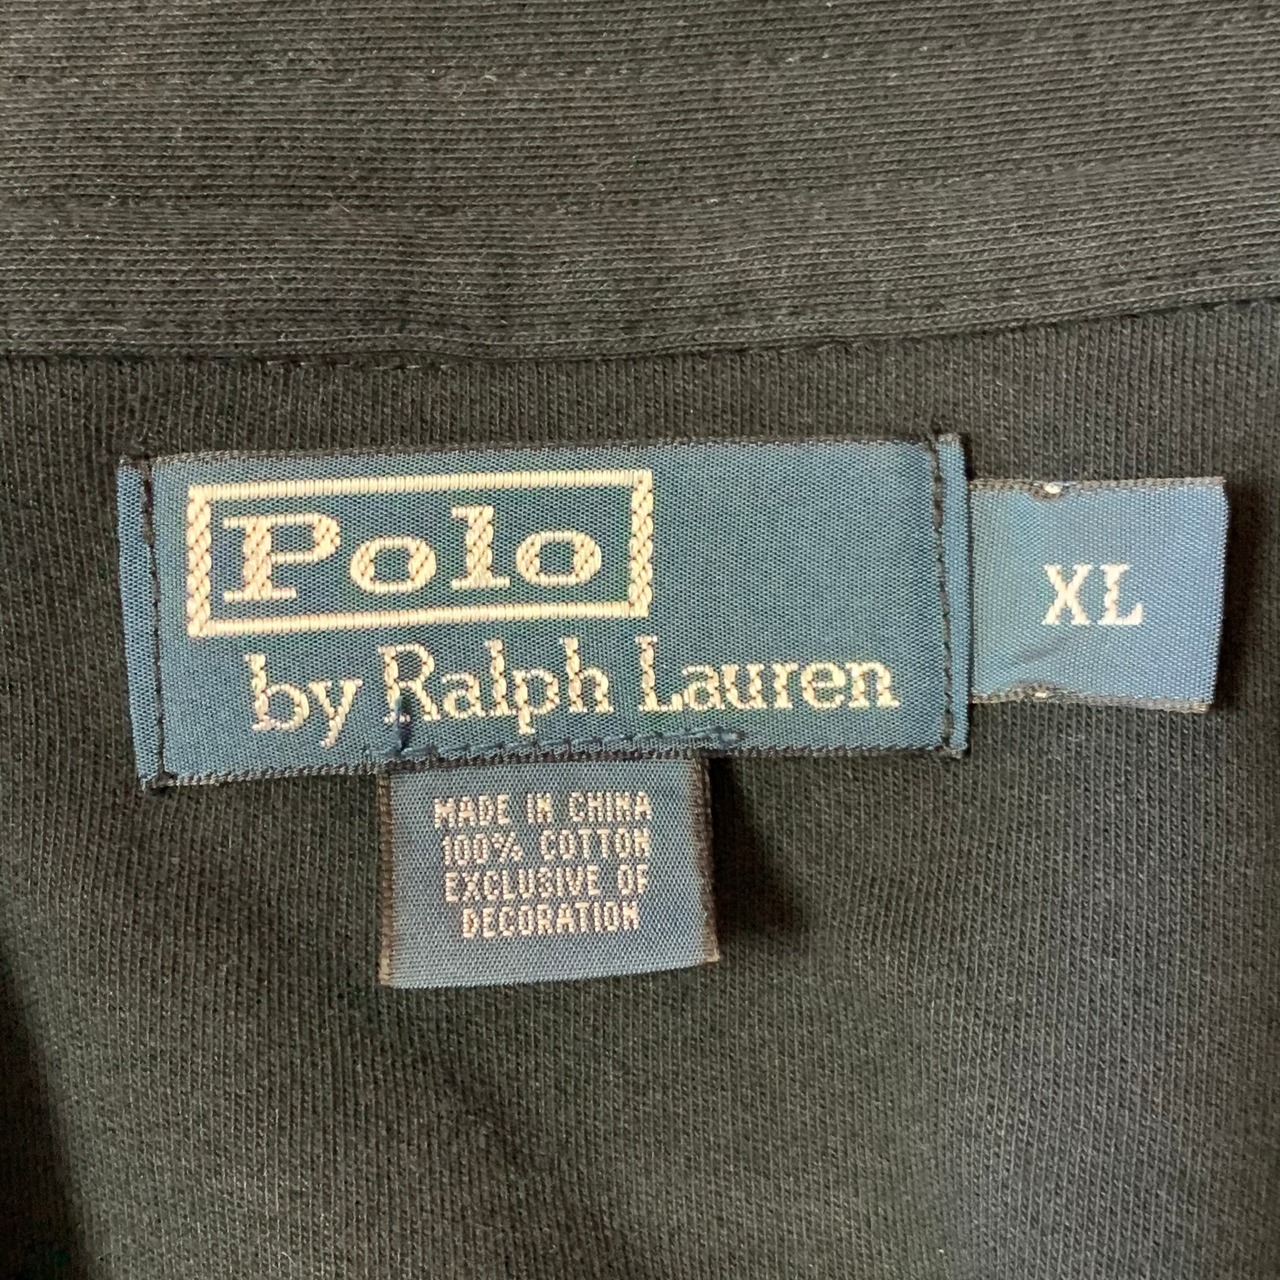 Polo
by Ralph Lauren
XL
MADE IN CHINA
100% COTTON
EXCLUSIVE OF
DECORATION